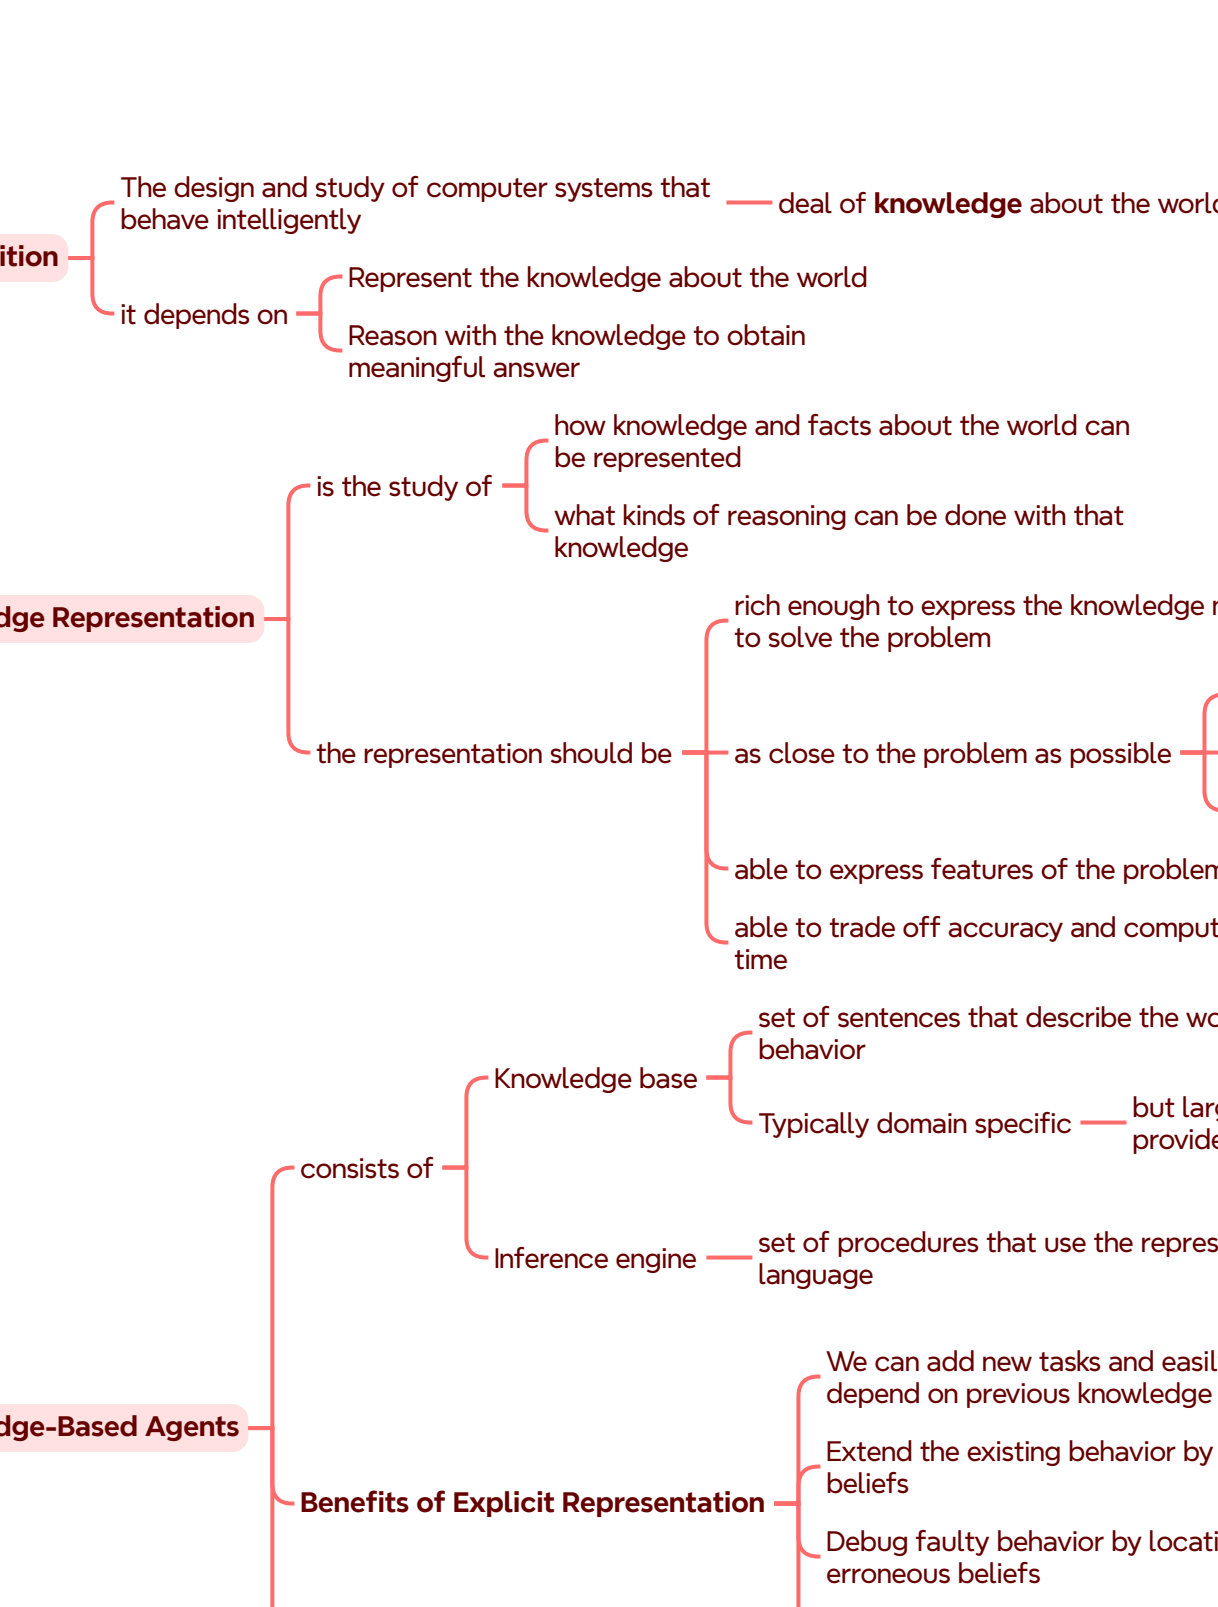 The design and study of computer systems that
behave intelligently
deal of knowledge about the world
ition
it depends on
Represent the knowledge about the world
Reason with the knowledge to obtain
meaningful answer
how knowledge and facts about the world can
be represented
is the study of
what kinds of reasoning can be done with that
knowledge
dge Representation
rich enough to express the knowledge
to solve the problem
the representation should be
as close to the problem as possible
able to express features of the problem
able to trade off accuracy and comput
time
set of sentences that describe the wo
behavior
Knowledge base
Typically domain specific
but larg
provide
consists of
Inference engine
set of procedures that use the repres
language
We can add new tasks and easil
depend on previous knowledge
dge-Based Agents
Extend the existing behavior by
beliefs
Benefits of Explicit Representation
Debug faulty behavior by locati
erroneous beliefs